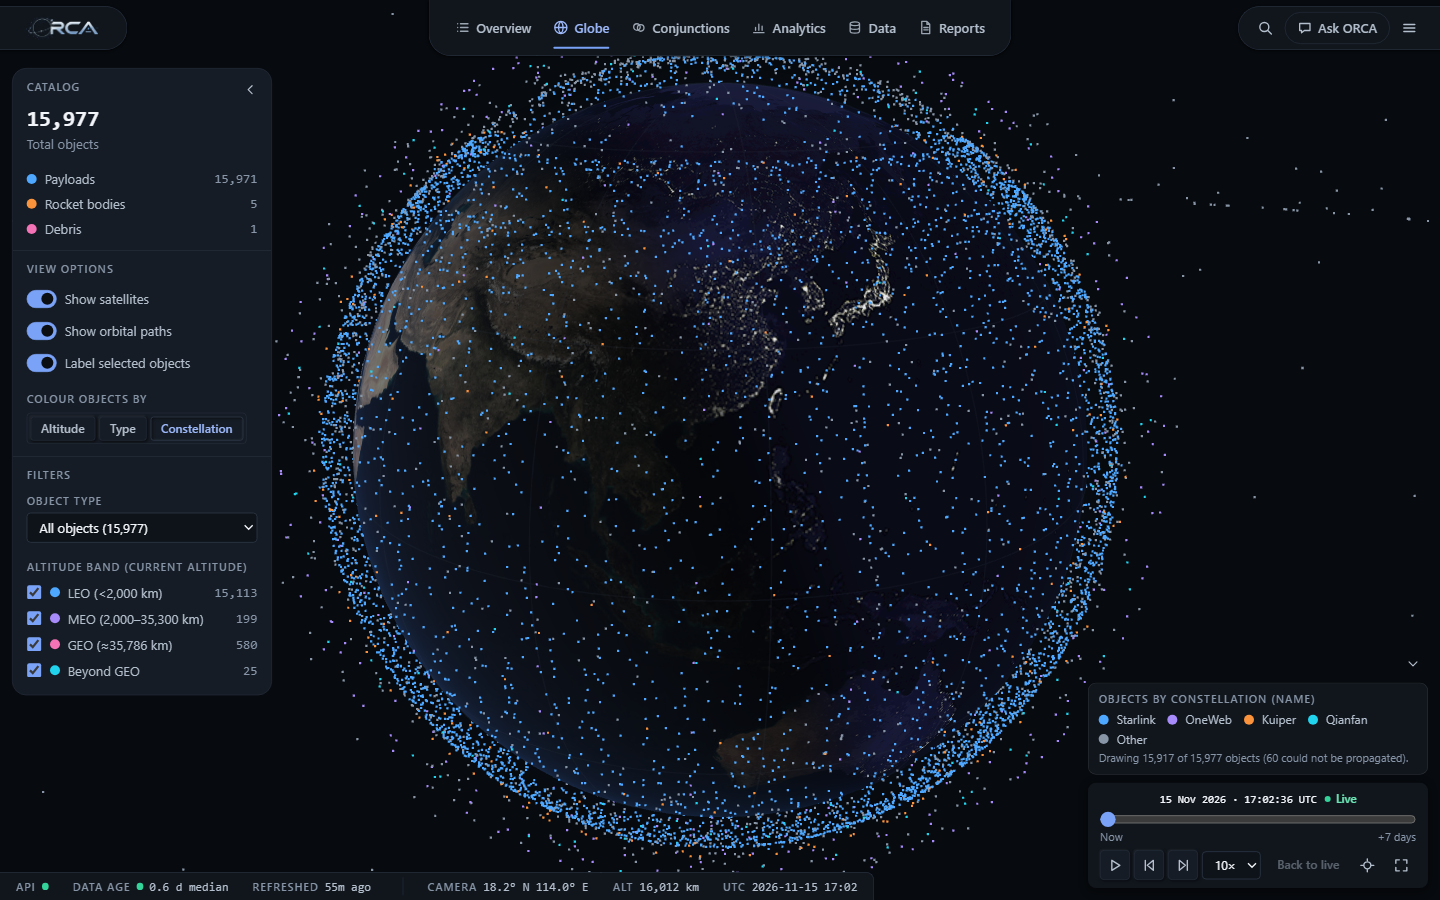 ORCA
Overview
Globe
Conjunctions
Analytics
Data
Reports
Ask ORCA
CATALOG
15,977
Total objects
Payloads 15,971
Rocket bodies 5
Debris 1
VIEW OPTIONS
Show satellites
Show orbital paths
Label selected objects
COLOUR OBJECTS BY
Altitude Type Constellation
FILTERS
OBJECT TYPE
All objects (15,977)
ALTITUDE BAND (CURRENT ALTITUDE)
LEO (<2,000 km) 15,113
MEO (2,000–35,300 km) 199
GEO (≈35,786 km) 580
Beyond GEO 25
OBJECTS BY CONSTELLATION (NAME)
Starlink OneWeb Kuiper Qianfan
Other
Drawing 15,917 of 15,977 objects (60 could not be propagated).
15 Nov 2026 · 17:02:36 UTC Live
Now +7 days
10× Back to live
API DATA AGE 0.6 d median REFRESHED 55m ago CAMERA 18.2° N 114.0° E ALT 16,012 km UTC 2026-11-15 17:02